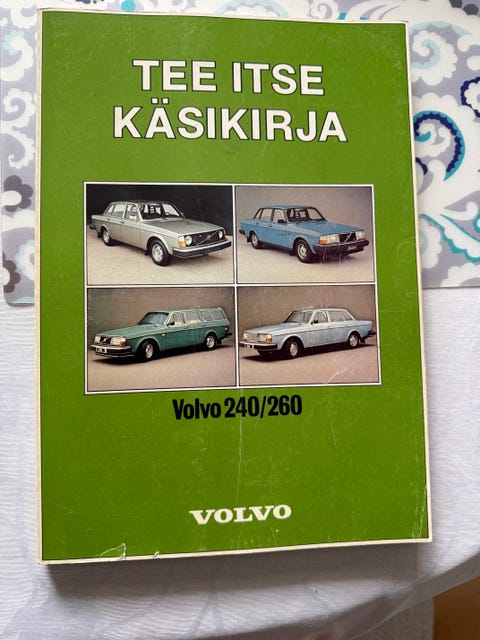 TEE ITSE
KÄSIKIRJA
Volvo 240/260
VOLVO